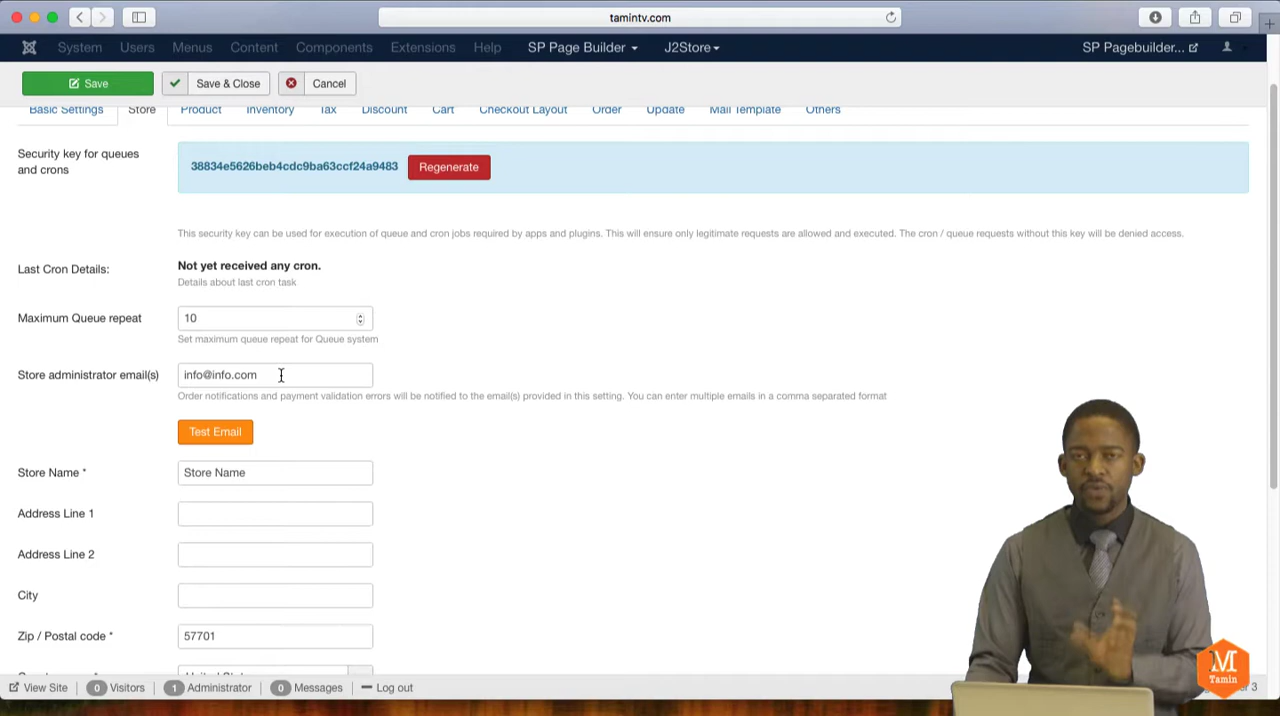 tamintv.com
System Users Menus Content Components Extensions Help SP Page Builder J2Store SP Pagebuilder...
Save Save & Close Cancel
Basic Settings Store Product Inventory Tax Discount Cart Checkout Layout Order Update Mail Template Others
Security key for queues
and crons
38834e5626beb4cdc9ba63ccf24a9483 Regenerate
This security key can be used for execution of queue and cron jobs required by apps and plugins. This will ensure only legitimate requests are allowed and executed. The cron / queue requests without this key will be denied access.
Last Cron Details: Not yet received any cron.
Details about last cron task
Maximum Queue repeat 10
Set maximum queue repeat for Queue system
Store administrator email(s) info@info.com
Order notifications and payment validation errors will be notified to the email(s) provided in this setting. You can enter multiple emails in a comma separated format
Test Email
Store Name * Store Name
Address Line 1
Address Line 2
City
Zip / Postal code * 57701
View Site 0 Visitors 1 Administrator 0 Messages Log out 3
M
Tamin